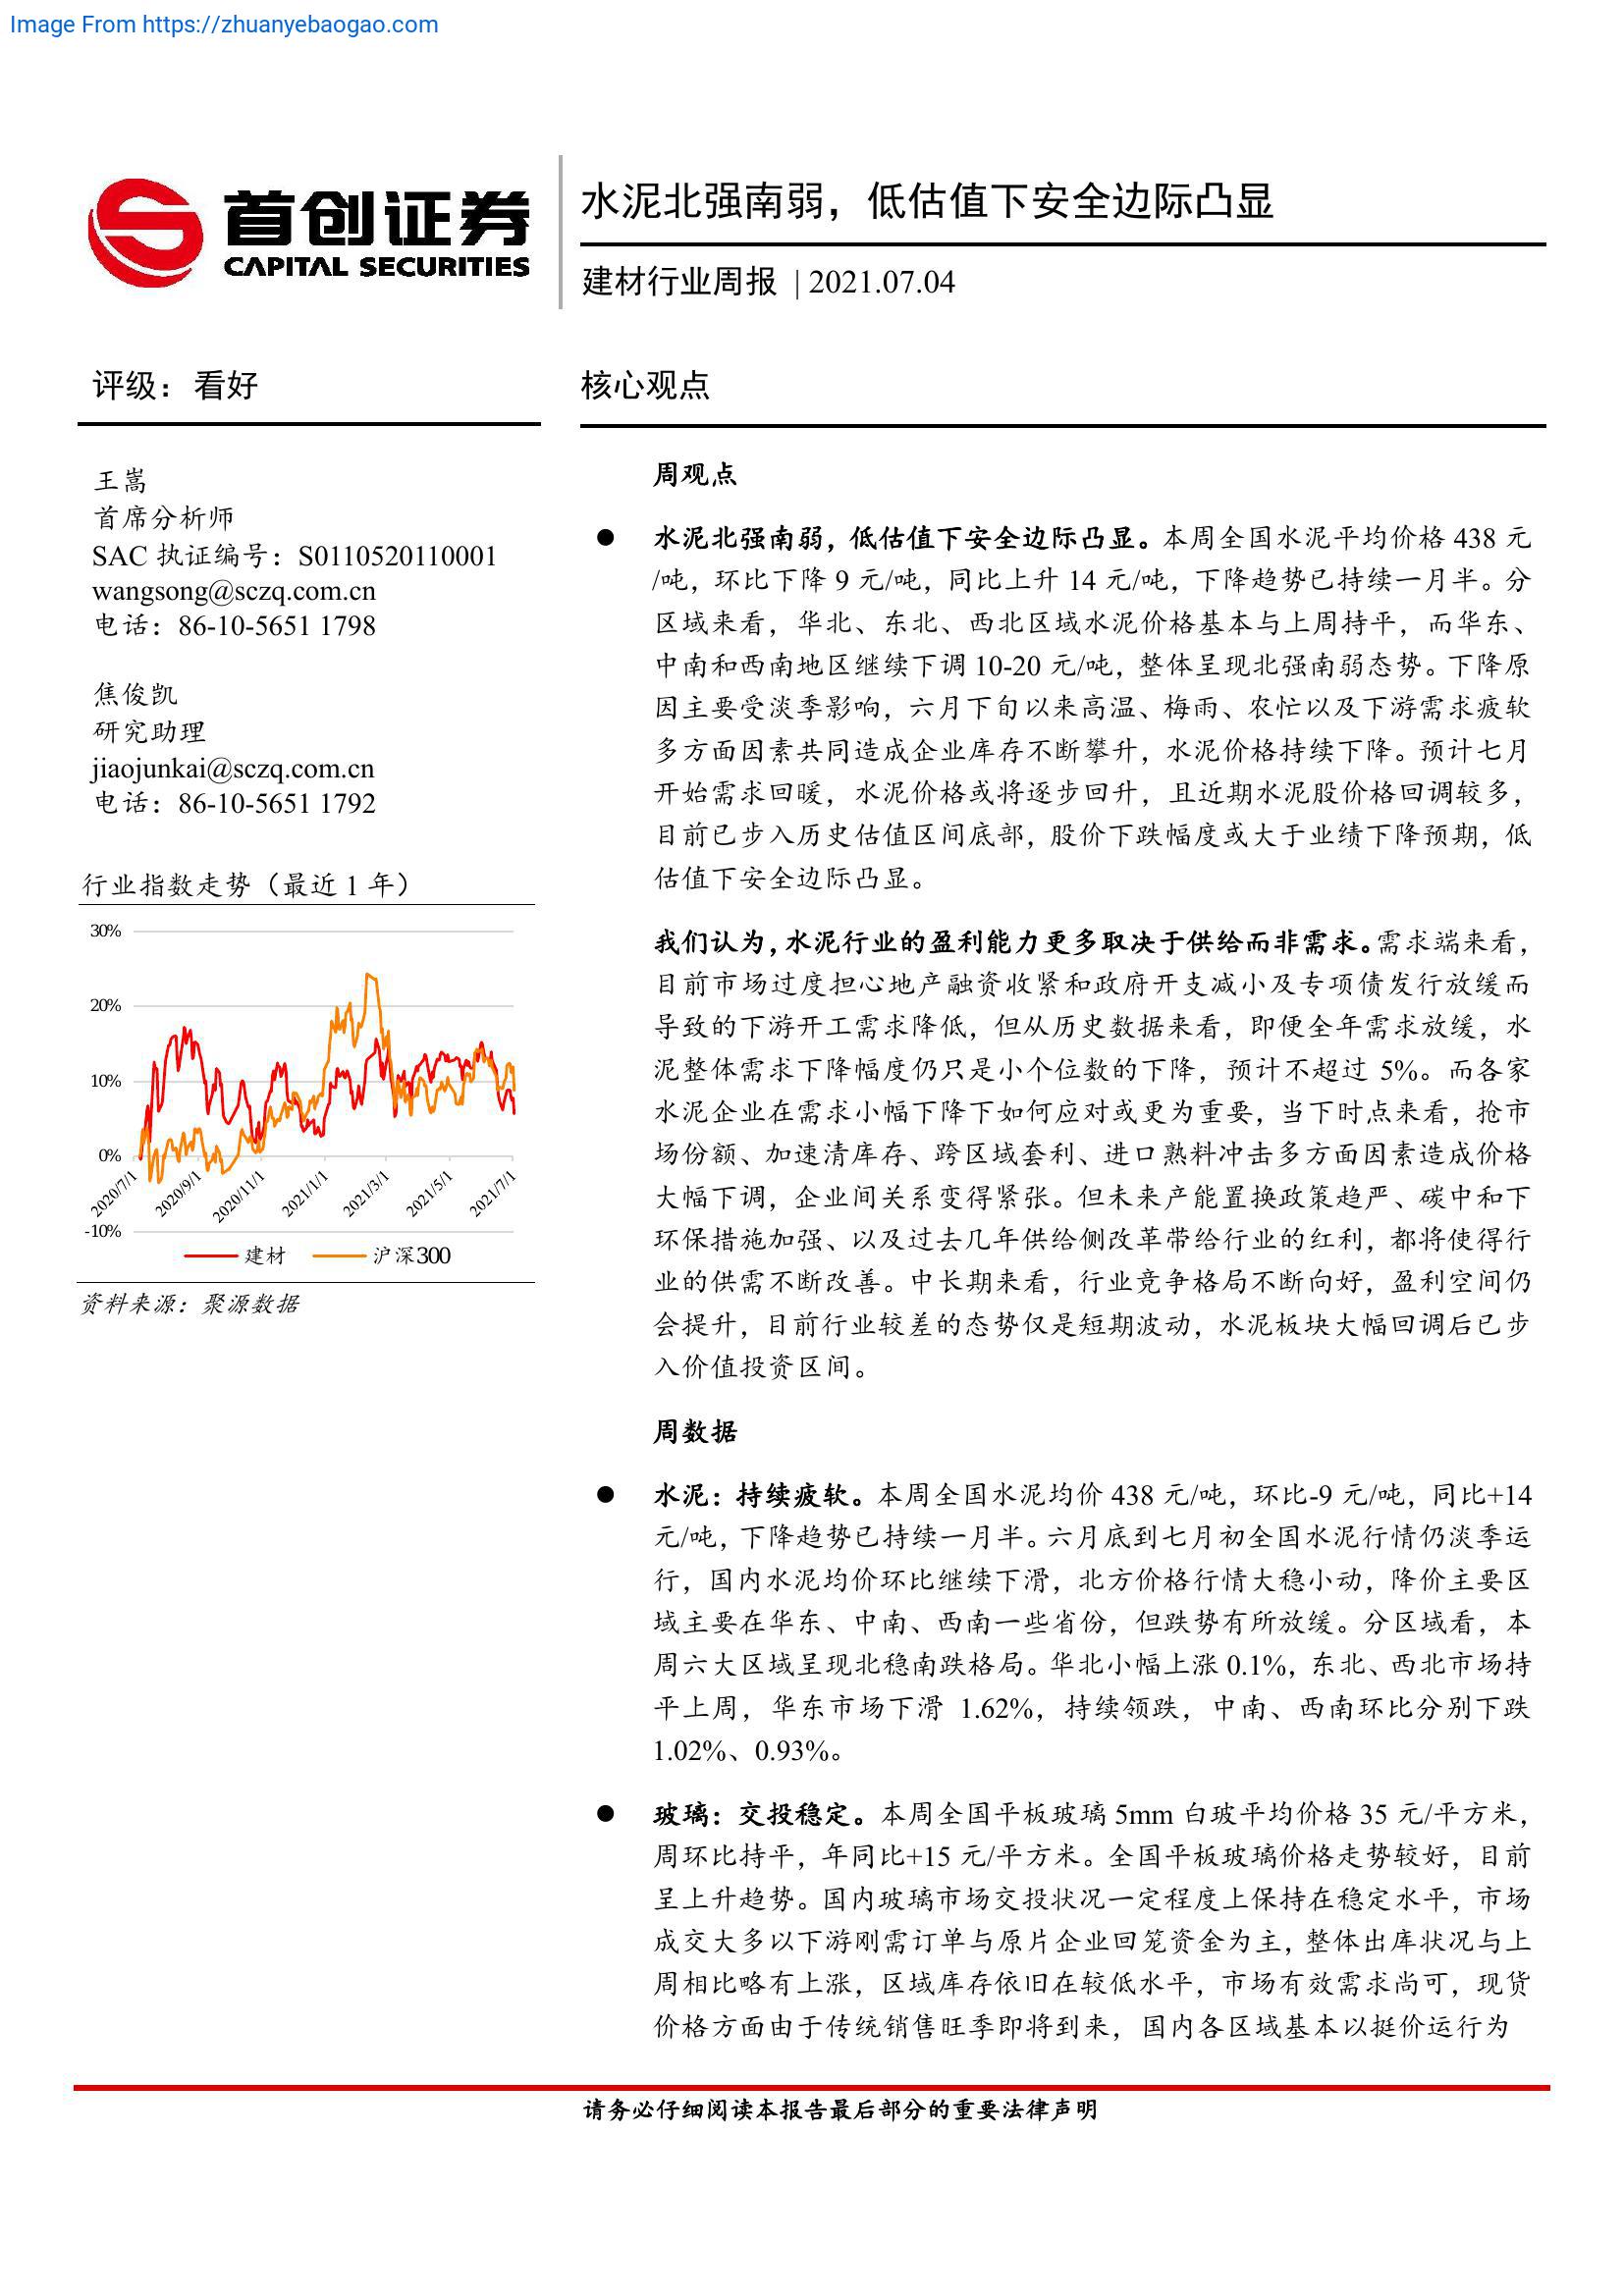 Image From https://zhuanyebaogao.com
首创证券
CAPITAL SECURITIES
水泥北强南弱，低估值下安全边际凸显
建材行业周报 | 2021.07.04
评级： 看好
王嵩
首席分析师
SAC 执证编号：S0110520110001
wangsong@sczq.com.cn
电话：86-10-5651 1798
焦俊凯
研究助理
jiaojunkai@sczq.com.cn
电话：86-10-5651 1792
行业指数走势（最近 1 年）
30%
20%
10%
0%
-10%
2020/7/1
2020/9/1
2020/11/1
2021/1/1
2021/3/1
2021/5/1
2021/7/1
建材 沪深300
资料来源：聚源数据
核心观点
周观点
● 水泥北强南弱，低估值下安全边际凸显。本周全国水泥平均价格 438 元
/吨，环比下降 9 元/吨，同比上升 14 元/吨，下降趋势已持续一月半。分
区域来看，华北、东北、西北区域水泥价格基本与上周持平，而华东、
中南和西南地区继续下调 10-20 元/吨，整体呈现北强南弱态势。下降原
因主要受淡季影响，六月下旬以来高温、梅雨、农忙以及下游需求疲软
多方面因素共同造成企业库存不断攀升，水泥价格持续下降。预计七月
开始需求回暖，水泥价格或将逐步回升，且近期水泥股价格回调较多，
目前已步入历史估值区间底部，股价下跌幅度或大于业绩下降预期，低
估值下安全边际凸显。
我们认为，水泥行业的盈利能力更多取决于供给而非需求。需求端来看，
目前市场过度担心地产融资收紧和政府开支减小及专项债发行放缓而
导致的下游开工需求降低，但从历史数据来看，即便全年需求放缓，水
泥整体需求下降幅度仍只是小个位数的下降，预计不超过 5%。而各家
水泥企业在需求小幅下降下如何应对或更为重要，当下时点来看，抢市
场份额、加速清库存、跨区域套利、进口熟料冲击多方面因素造成价格
大幅下调，企业间关系变得紧张。但未来产能置换政策趋严、碳中和下
环保措施加强、以及过去几年供给侧改革带给行业的红利，都将使得行
业的供需不断改善。中长期来看，行业竞争格局不断向好，盈利空间仍
会提升，目前行业较差的态势仅是短期波动，水泥板块大幅回调后已步
入价值投资区间。
周数据
● 水泥：持续疲软。本周全国水泥均价 438 元/吨，环比-9 元/吨，同比+14
元/吨，下降趋势已持续一月半。六月底到七月初全国水泥行情仍淡季运
行，国内水泥均价环比继续下滑，北方价格行情大稳小动，降价主要区
域主要在华东、中南、西南一些省份，但跌势有所放缓。分区域看，本
周六大区域呈现北稳南跌格局。华北小幅上涨 0.1%，东北、西北市场持
平上周，华东市场下滑 1.62%，持续领跌，中南、西南环比分别下跌
1.02%、0.93%。
● 玻璃：交投稳定。本周全国平板玻璃 5mm 白玻平均价格 35 元/平方米，
周环比持平，年同比+15 元/平方米。全国平板玻璃价格走势较好，目前
呈上升趋势。国内玻璃市场交投状况一定程度上保持在稳定水平，市场
成交大多以下游刚需订单与原片企业回笼资金为主，整体出库状况与上
周相比略有上涨，区域库存依旧在较低水平，市场有效需求尚可，现货
价格方面由于传统销售旺季即将到来，国内各区域基本以挺价运行为
请务必仔细阅读本报告最后部分的重要法律声明